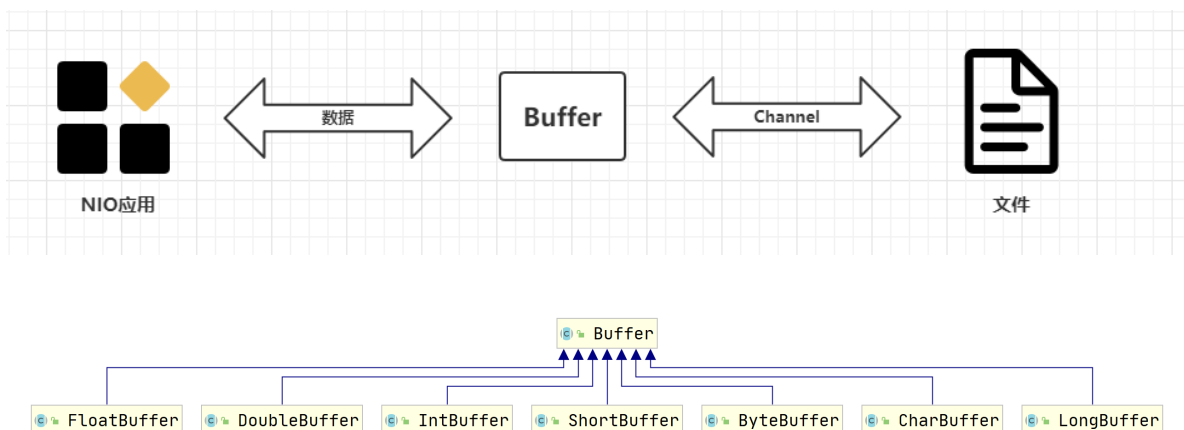 数据
Buffer
Channel
NIO应用
文件
Buffer
FloatBuffer
DoubleBuffer
IntBuffer
ShortBuffer
ByteBuffer
CharBuffer
LongBuffer